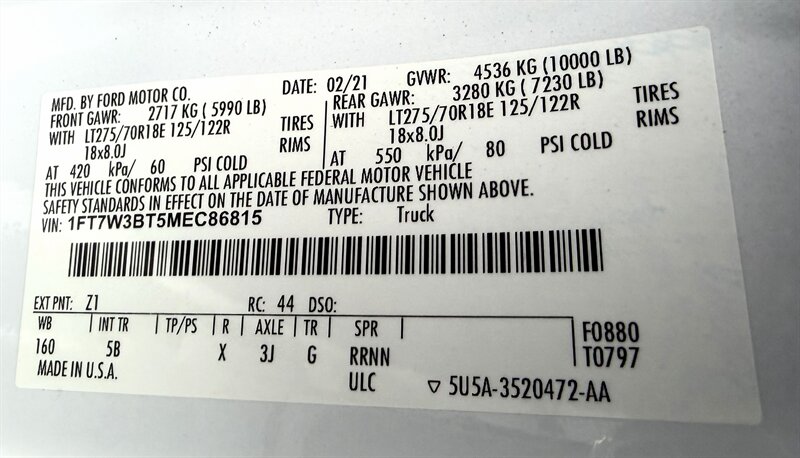 MFD. BY FORD MOTOR CO. DATE: 02/21 GVWR: 4536 KG (10000 LB)
FRONT GAWR: 2717 KG ( 5990 LB) REAR GAWR: 3280 KG ( 7230 LB)
WITH LT275/70R18E 125/122R TIRES WITH LT275/70R18E 125/122R TIRES
18x8.0J RIMS 18x8.0J RIMS
AT 420 kPa/ 60 PSI COLD AT 550 kPa/ 80 PSI COLD
THIS VEHICLE CONFORMS TO ALL APPLICABLE FEDERAL MOTOR VEHICLE
SAFETY STANDARDS IN EFFECT ON THE DATE OF MANUFACTURE SHOWN ABOVE.
VIN: 1FT7W3BT5MEC86815 TYPE: Truck
EXT PNT: Z1 RC: 44 DSO:
WB | INT TR | TP/PS | R | AXLE | TR | SPR | F0880
160 5B X 3J G RRNN T0797
MADE IN U.S.A. ULC ▽ 5U5A-3520472-AA